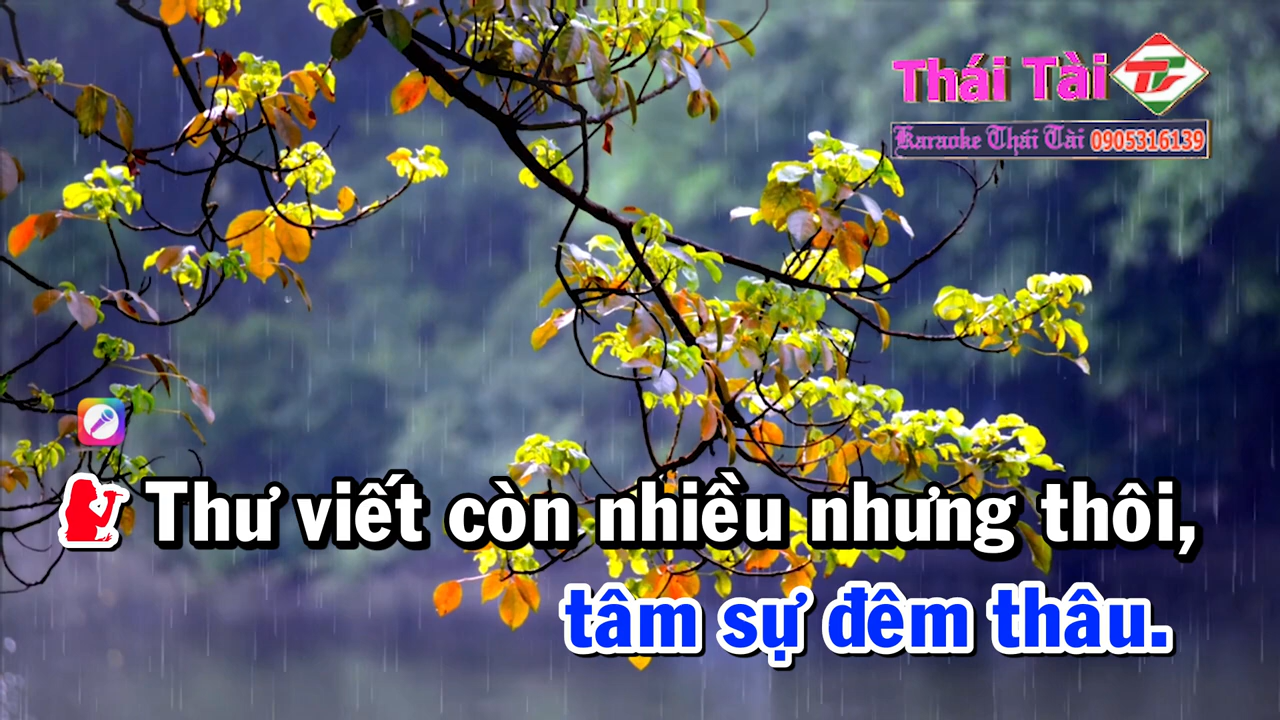 Thái Tài
Karaoke Thái Tài 0905316139
Thư viết còn nhiều nhưng thôi,
tâm sự đêm thâu.